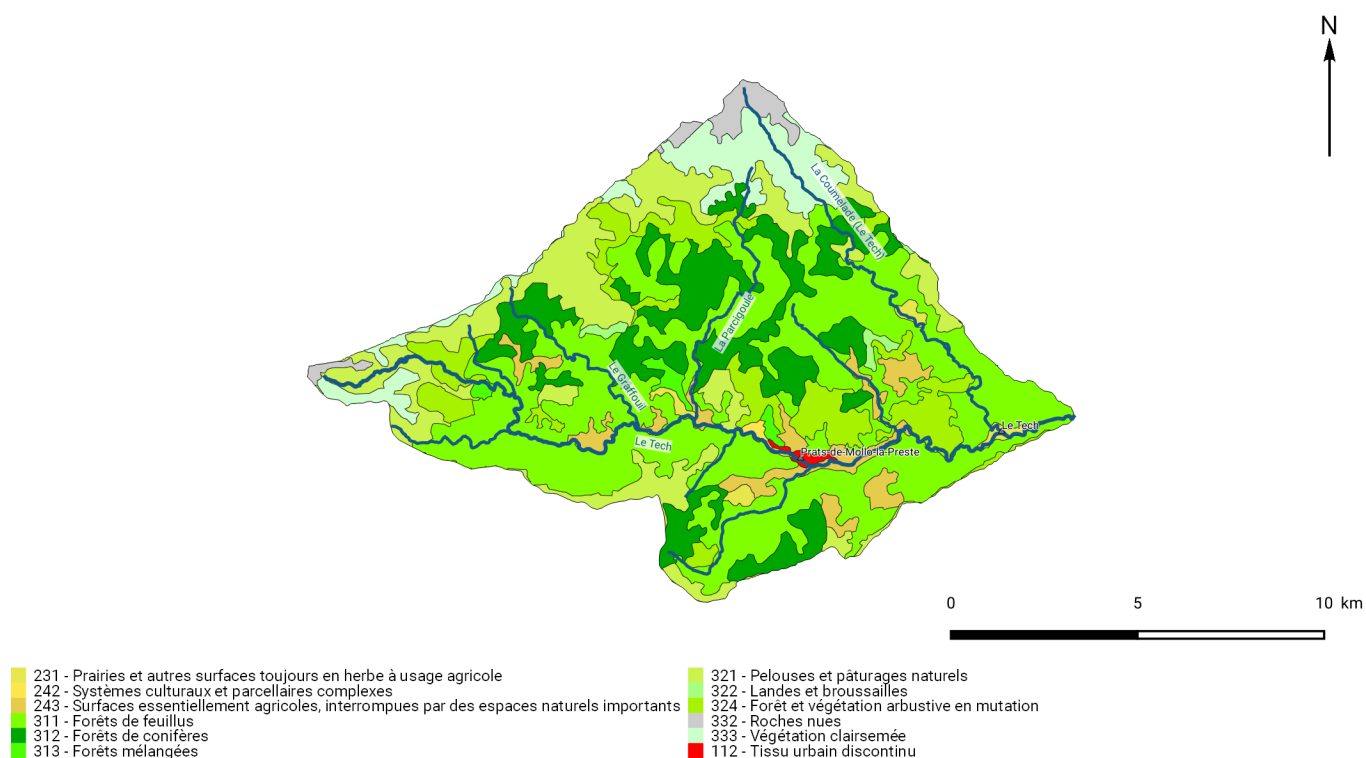 N
La Coumelade (Le Tech)
La Parcigoule
Le Graffouil
Le Tech
Le Tech
Prats-de-Mollo-la-Preste
0 5 10 km
231 - Prairies et autres surfaces toujours en herbe à usage agricole
242 - Systèmes culturaux et parcellaires complexes
243 - Surfaces essentiellement agricoles, interrompues par des espaces naturels importants
311 - Forêts de feuillus
312 - Forêts de conifères
313 - Forêts mélangées
321 - Pelouses et pâturages naturels
322 - Landes et broussailles
324 - Forêt et végétation arbustive en mutation
332 - Roches nues
333 - Végétation clairsemée
112 - Tissu urbain discontinu